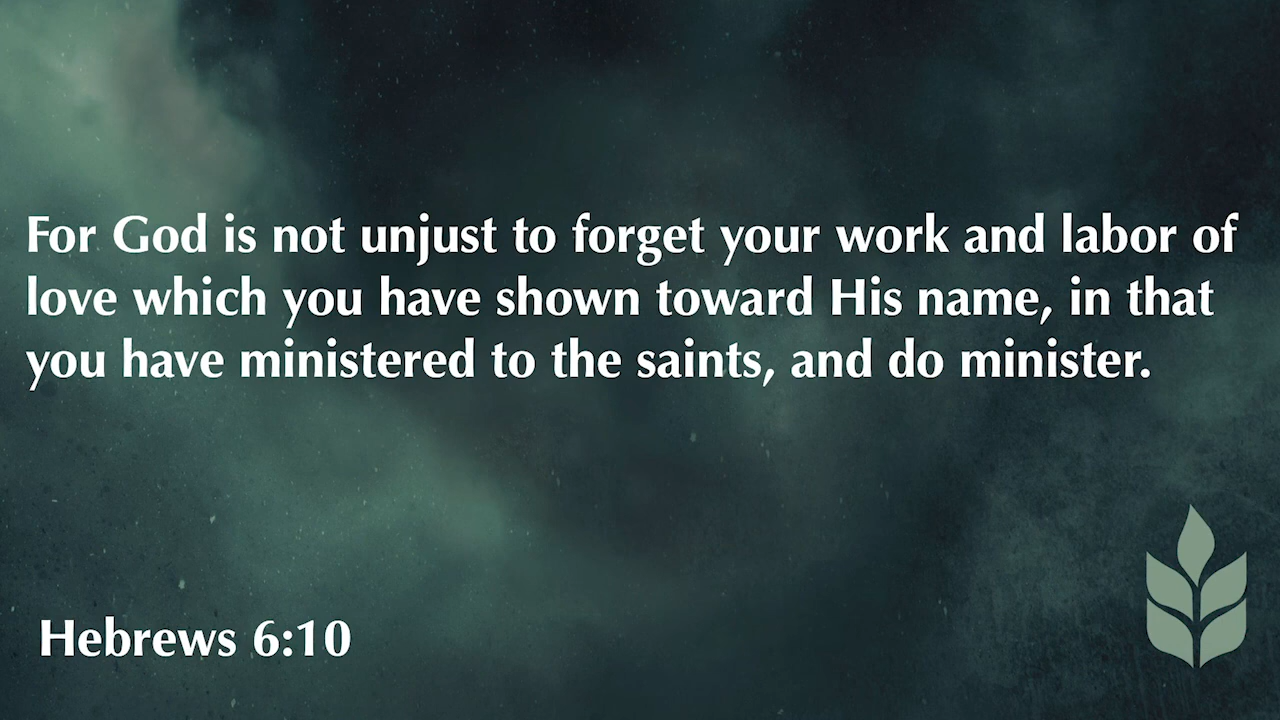 For God is not unjust to forget your work and labor of
love which you have shown toward His name, in that
you have ministered to the saints, and do minister.
Hebrews 6:10